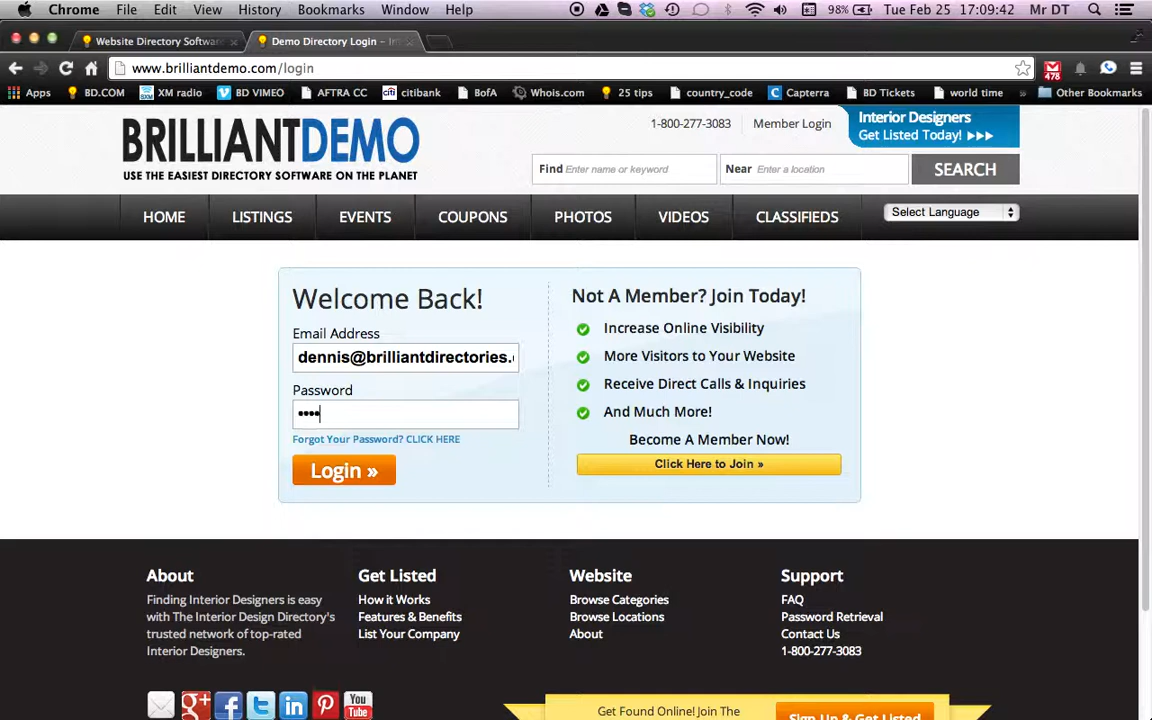 Chrome File Edit View History Bookmarks Window Help 98% Tue Feb 25 17:09:42 Mr DT
Website Directory Softwar Demo Directory Login – In
www.brilliantdemo.com/login 478
Apps BD.COM XM radio BD VIMEO AFTRA CC citibank BofA Whois.com 25 tips country_code Capterra BD Tickets world time » Other Bookmarks
BRILLIANTDEMO
USE THE EASIEST DIRECTORY SOFTWARE ON THE PLANET
1-800-277-3083 Member Login
Interior Designers
Get Listed Today! ▶▶▶
Find Enter name or keyword Near Enter a location SEARCH
HOME LISTINGS EVENTS COUPONS PHOTOS VIDEOS CLASSIFIEDS Select Language
Welcome Back!
Email Address
dennis@brilliantdirectories.
Password
••••
Forgot Your Password? CLICK HERE
Login »
Not A Member? Join Today!
Increase Online Visibility
More Visitors to Your Website
Receive Direct Calls & Inquiries
And Much More!
Become A Member Now!
Click Here to Join »
About
Finding Interior Designers is easy
with The Interior Design Directory's
trusted network of top-rated
Interior Designers.
Get Listed
How it Works
Features & Benefits
List Your Company
Website
Browse Categories
Browse Locations
About
Support
FAQ
Password Retrieval
Contact Us
1-800-277-3083
You
Tube
Get Found Online! Join The
Sign Up & Get Listed